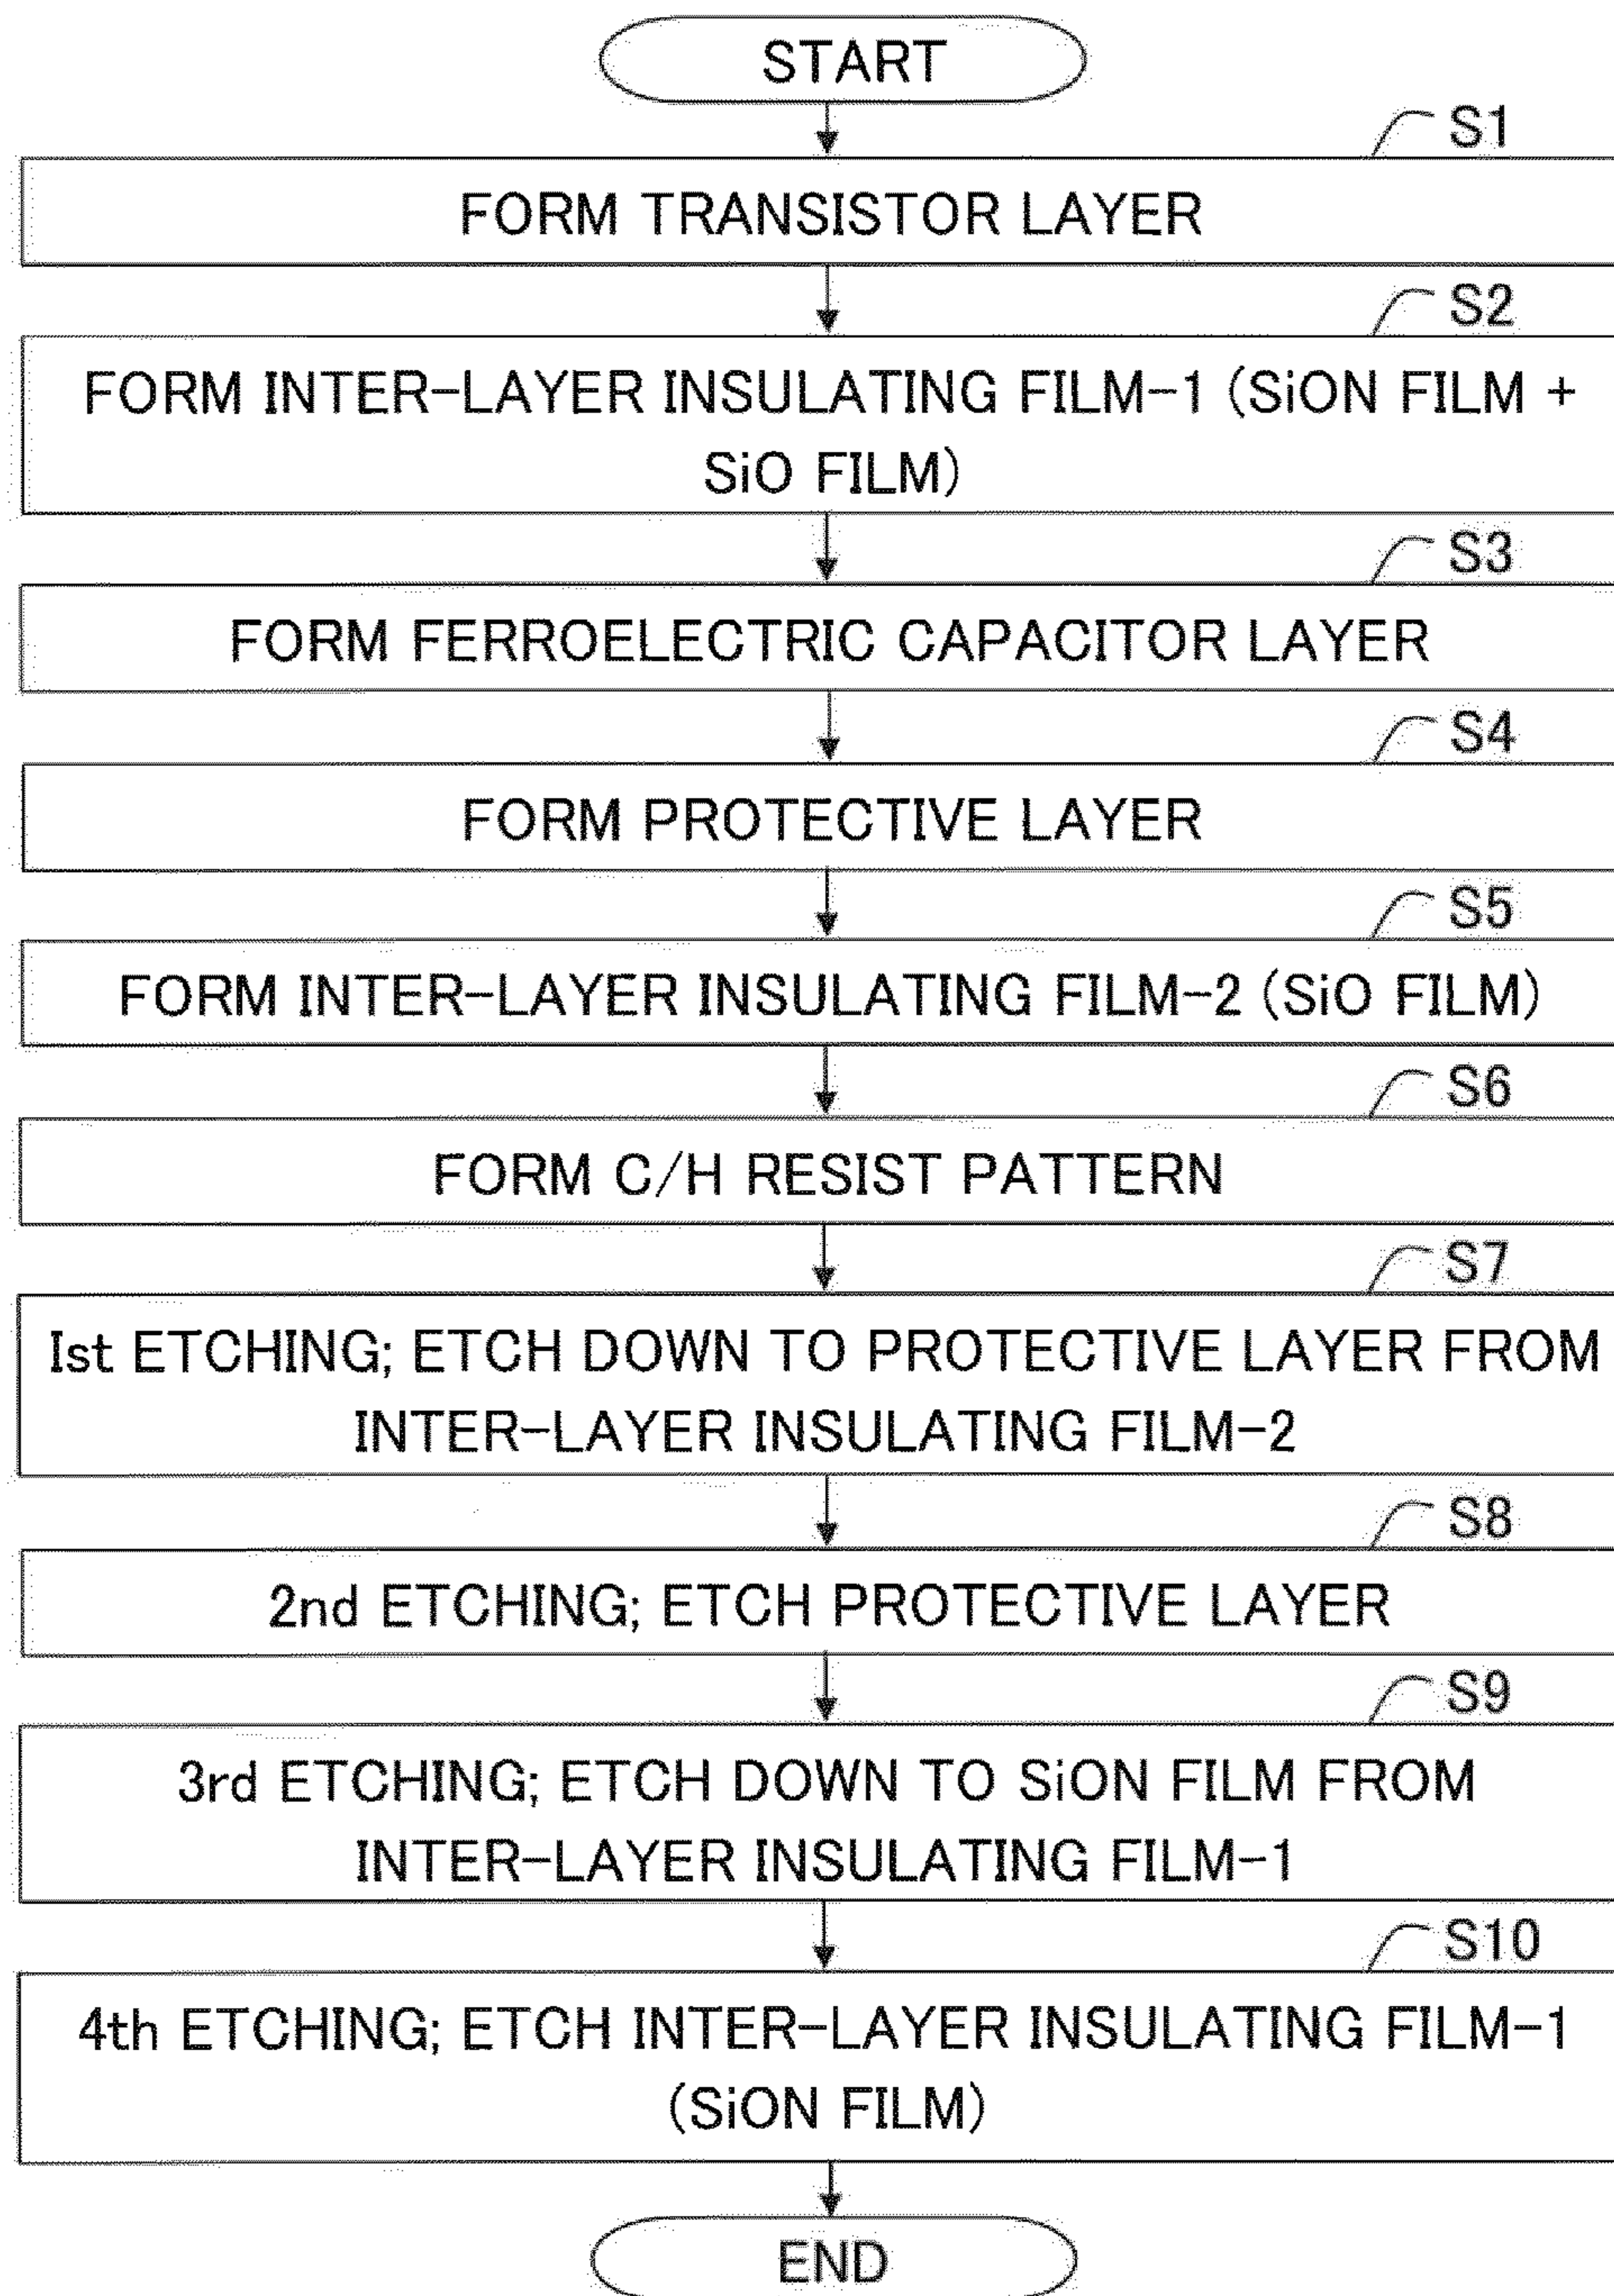 START
S1
FORM TRANSISTOR LAYER
S2
FORM INTER-LAYER INSULATING FILM-1 (SiON FILM +
SiO FILM)
S3
FORM FERROELECTRIC CAPACITOR LAYER
S4
FORM PROTECTIVE LAYER
S5
FORM INTER-LAYER INSULATING FILM-2 (SiO FILM)
S6
FORM C/H RESIST PATTERN
S7
Ist ETCHING; ETCH DOWN TO PROTECTIVE LAYER FROM
INTER-LAYER INSULATING FILM-2
S8
2nd ETCHING; ETCH PROTECTIVE LAYER
S9
3rd ETCHING; ETCH DOWN TO SiON FILM FROM
INTER-LAYER INSULATING FILM-1
S10
4th ETCHING; ETCH INTER-LAYER INSULATING FILM-1
(SiON FILM)
END